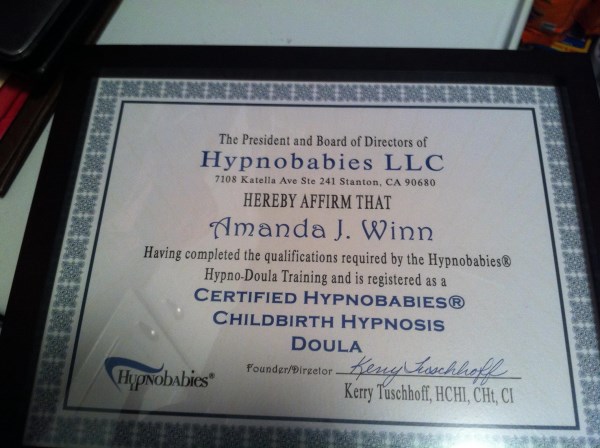 The President and Board of Directors of
Hypnobabies LLC
7108 Katella Ave Ste 241 Stanton, CA 90680
HEREBY AFFIRM THAT
Amanda J. Winn
Having completed the qualifications required by the Hypnobabies®
Hypno-Doula Training and is registered as a
CERTIFIED HYPNOBABIES®
CHILDBIRTH HYPNOSIS
DOULA
Founder/Director Kerry Tuschhoff
Hypnobabies®
Kerry Tuschhoff, HCHI, CHt, CI